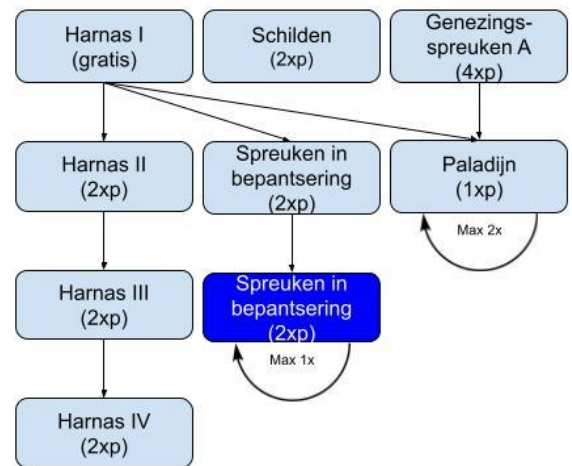 Harnas I
(gratis)
Schilden
(2xp)
Genezings-
spreuken A
(4xp)
Harnas II
(2xp)
Spreuken in
bepantsering
(2xp)
Paladijn
(1xp)
Max 2x
Harnas III
(2xp)
Spreuken in
bepantsering
(2xp)
Max 1x
Harnas IV
(2xp)